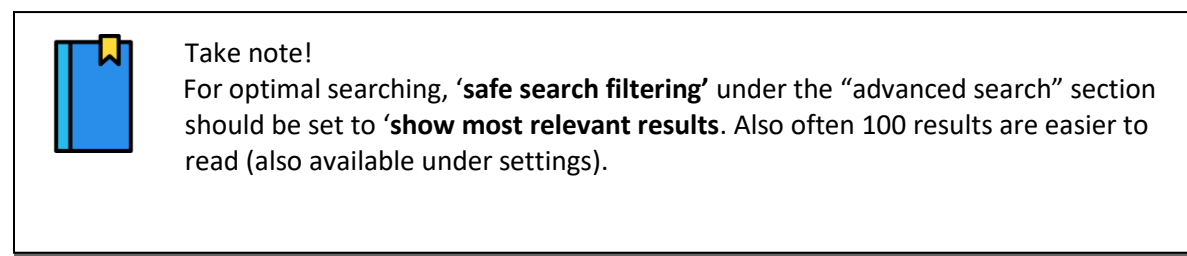 Take note!
For optimal searching, ‘safe search filtering’ under the “advanced search” section
should be set to ‘show most relevant results. Also often 100 results are easier to
read (also available under settings).